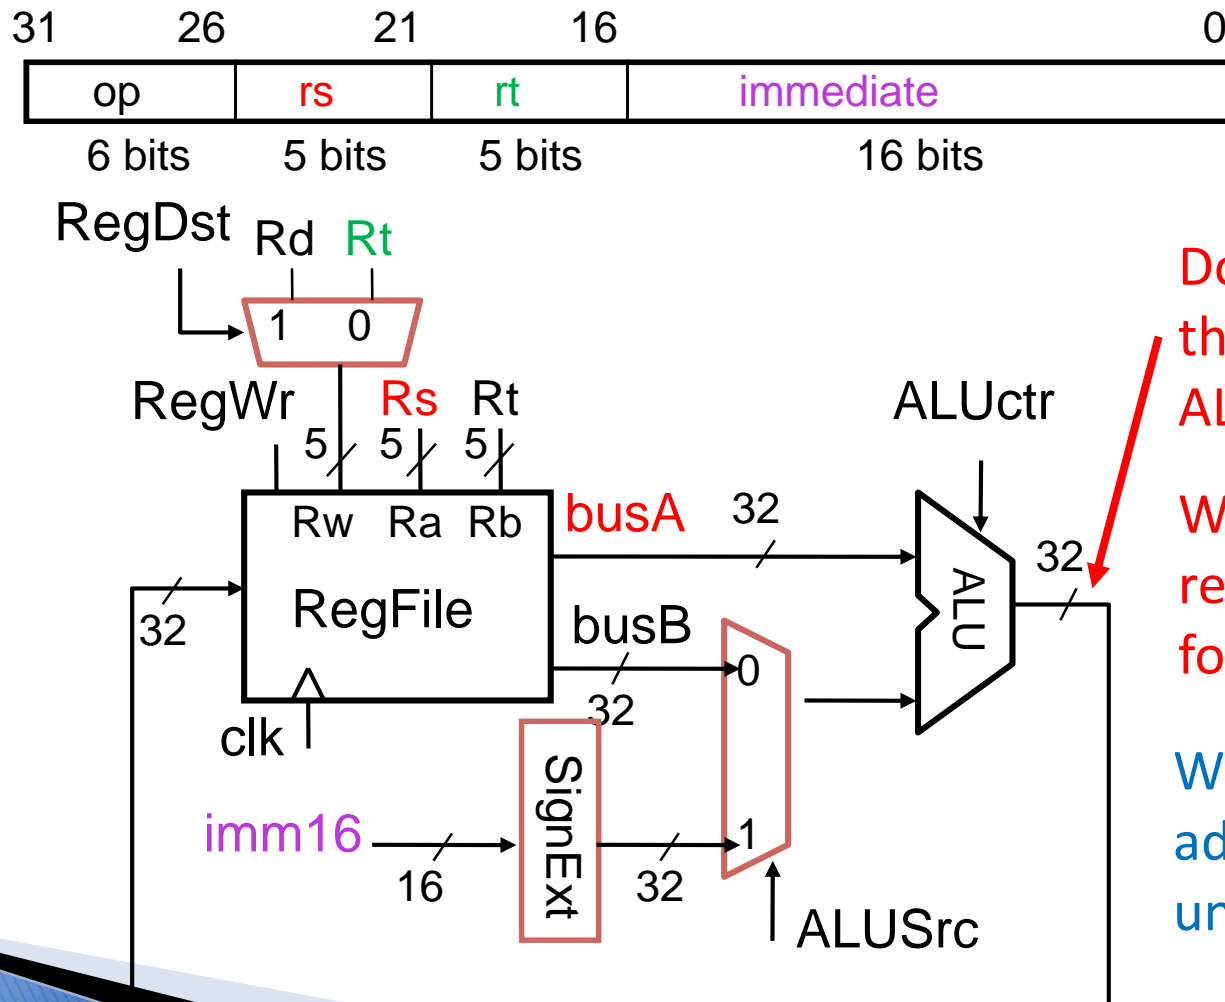 31 26 21 16 0
op rs rt immediate
6 bits 5 bits 5 bits 16 bits
RegDst Rd Rt
1 0
RegWr Rs Rt ALUctr
5 5 5
Rw Ra Rb busA 32 32
RegFile ALU
32 busB
0
32
clk
SignExt
imm16 1
16 32
ALUSrc